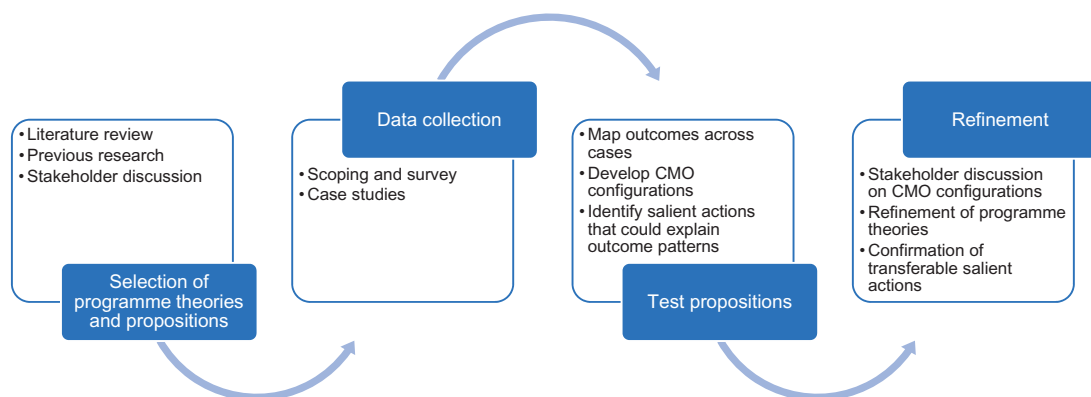 • Literature review
• Previous research
• Stakeholder discussion
Selection of
programme theories
and propositions
Data collection
• Scoping and survey
• Case studies
• Map outcomes across
cases
• Develop CMO
configurations
• Identify salient actions
that could explain
outcome patterns
Test propositions
Refinement
• Stakeholder discussion
on CMO configurations
• Refinement of programme
theories
• Confirmation of
transferable salient
actions